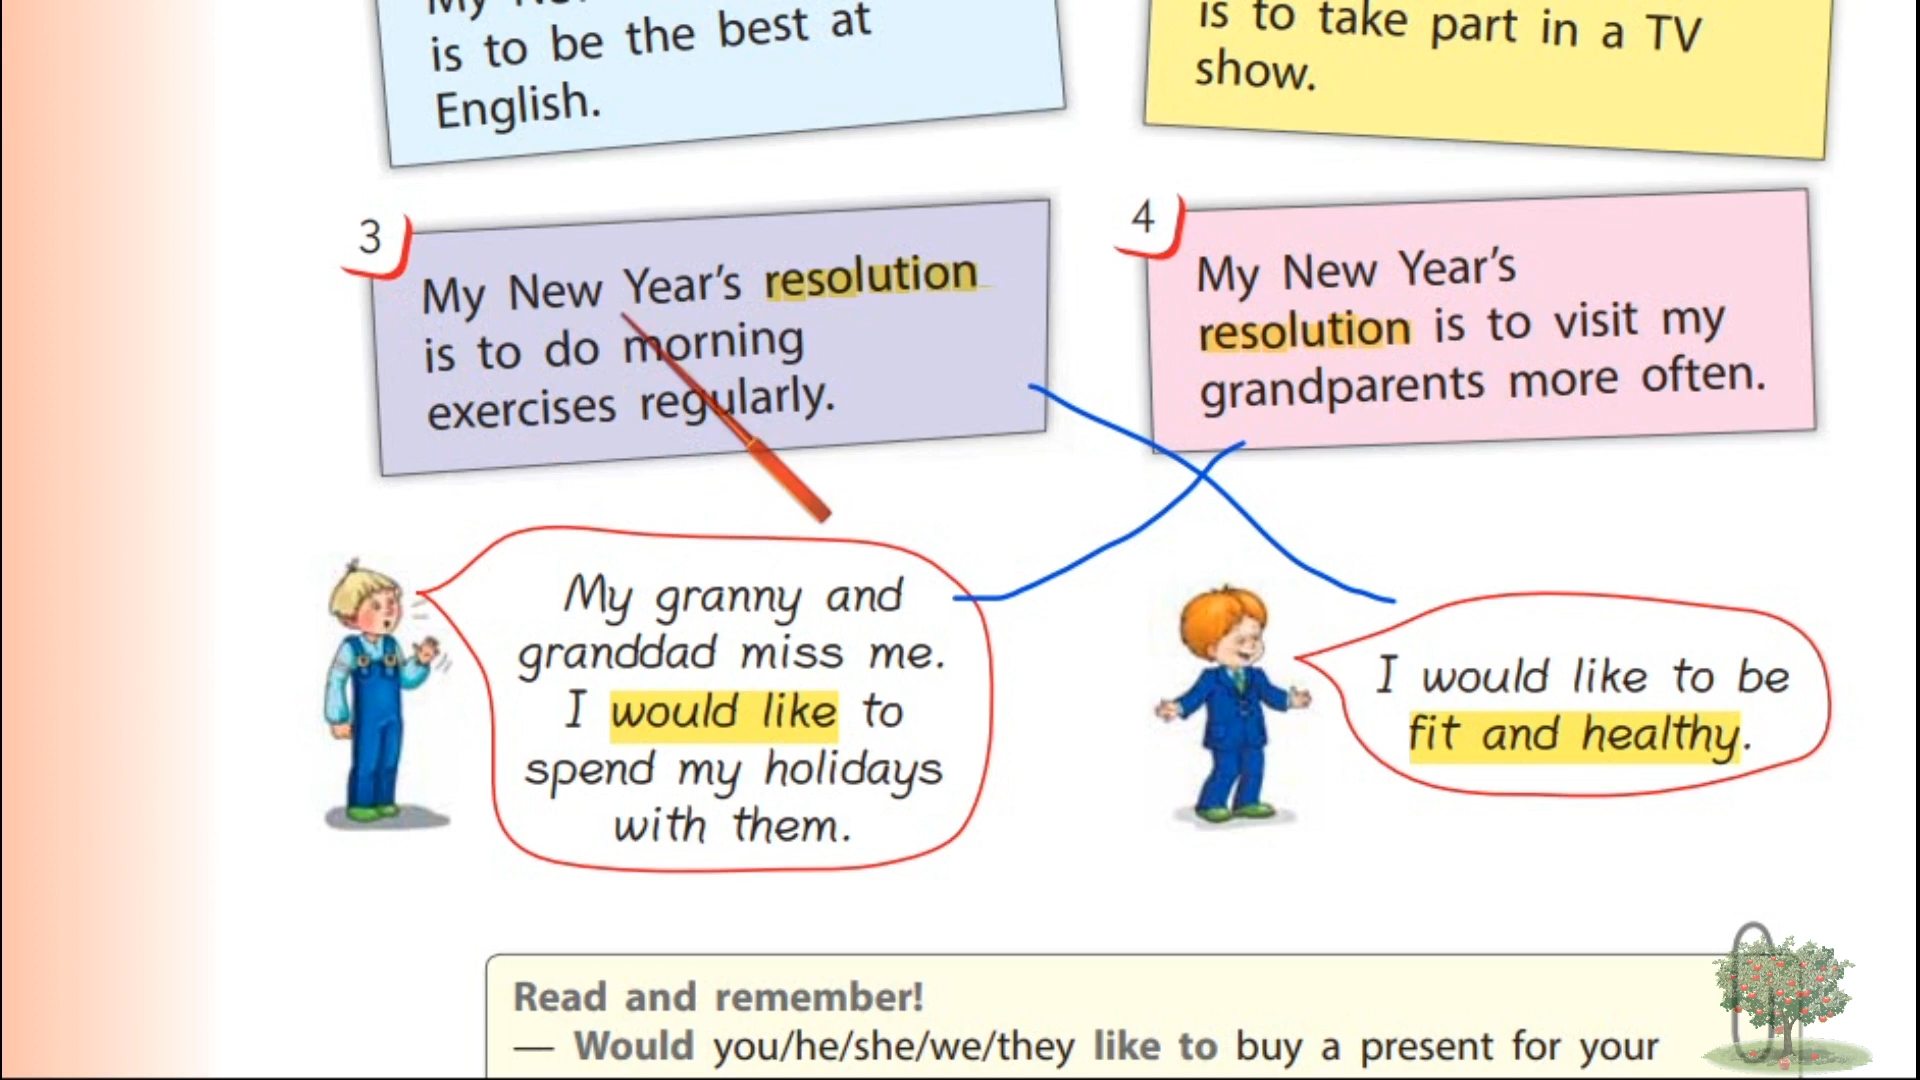 My New
is to be the best at
English.
is to take part in a TV
show.
3
My New Year's resolution
is to do morning
exercises regularly.
4
My New Year's
resolution is to visit my
grandparents more often.
My granny and
granddad miss me.
I would like to
spend my holidays
with them.
I would like to be
fit and healthy.
Read and remember!
— Would you/he/she/we/they like to buy a present for your